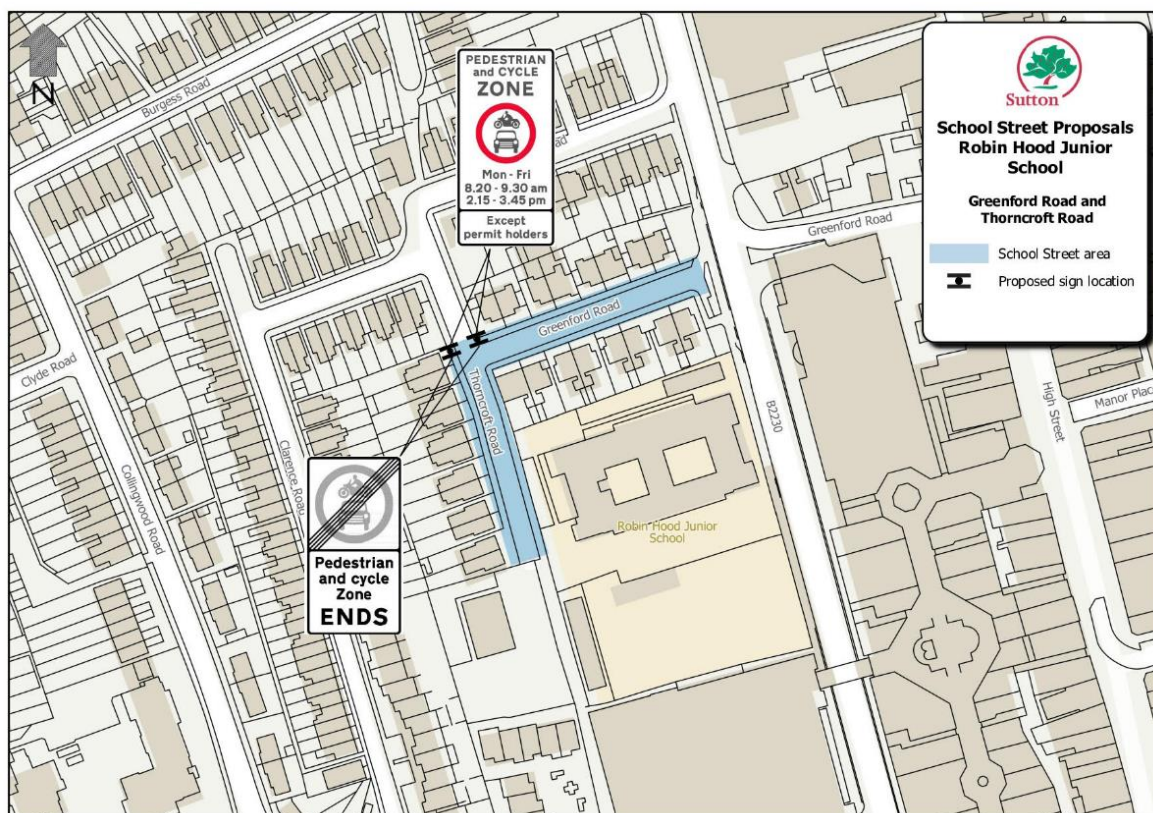 N
Burgess Road
PEDESTRIAN
and CYCLE
ZONE
Mon - Fri
8.20 - 9.30 am
2.15 - 3.45 pm
Except
permit holders
Sutton
School Street Proposals
Robin Hood Junior
School
Greenford Road and
Thorncroft Road
School Street area
Proposed sign location
Greenford Road
Greenford Road
Clyde Road
Thorncroft Road
B2230
High Street
Manor Place
Collingwood Road
Clarence Road
Robin Hood Junior
School
Pedestrian
and cycle
Zone
ENDS